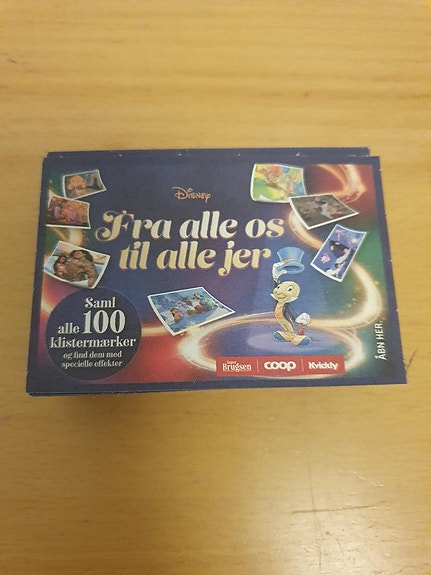 Disney
Fra alle os
til alle jer
Saml
alle 100
klistermærker
og find dem med
specielle effekter
Super
Brugsen
coop
Kvickly
ÅBN HER.